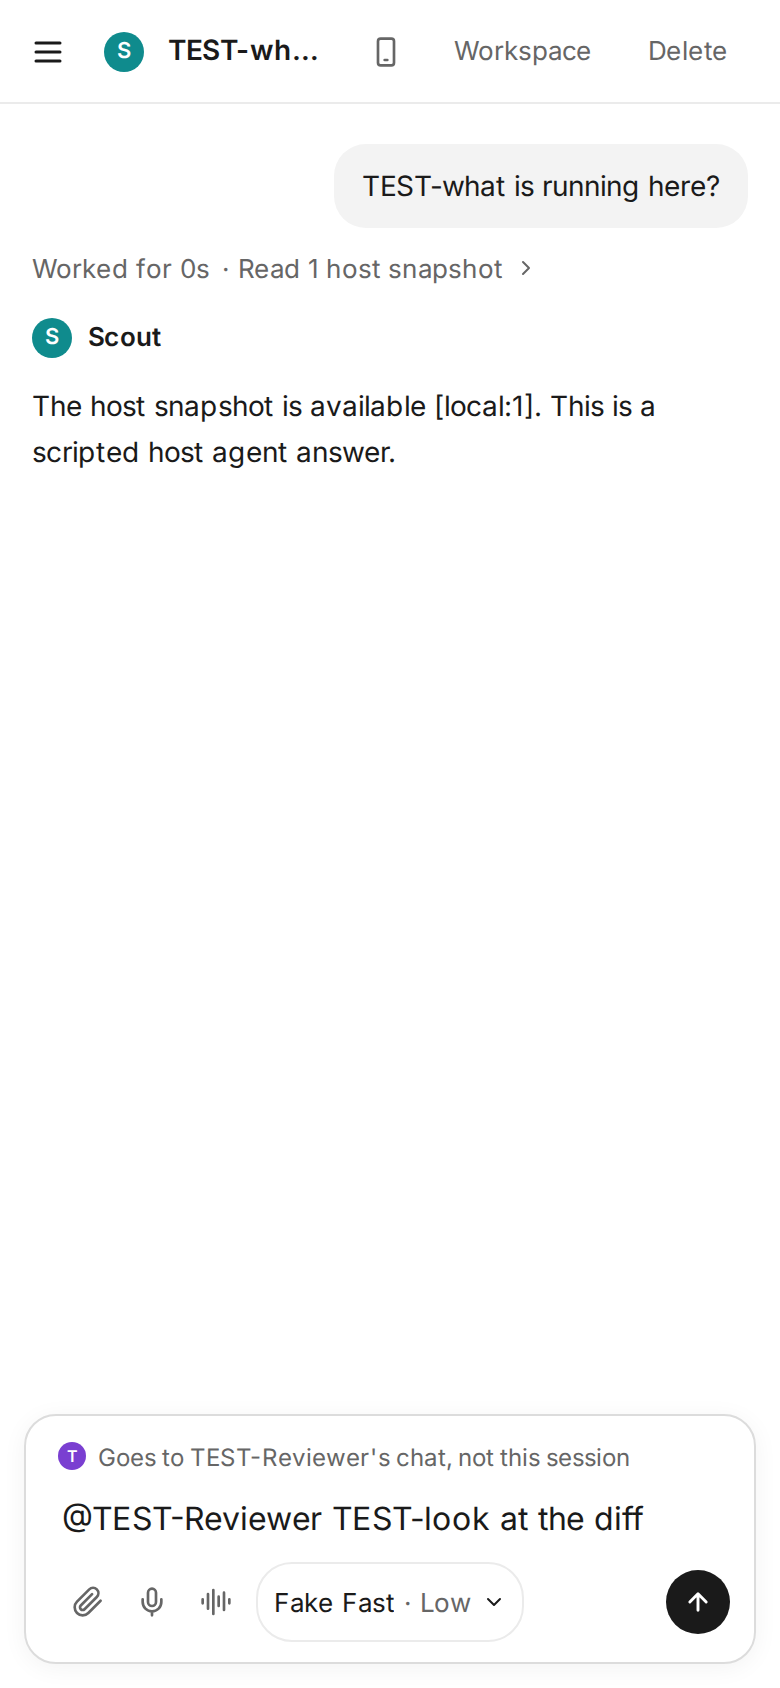 S TEST-wh... Workspace Delete
TEST-what is running here?
Worked for 0s · Read 1 host snapshot
S Scout
The host snapshot is available [local:1]. This is a
scripted host agent answer.
T Goes to TEST-Reviewer's chat, not this session
@TEST-Reviewer TEST-look at the diff
Fake Fast · Low